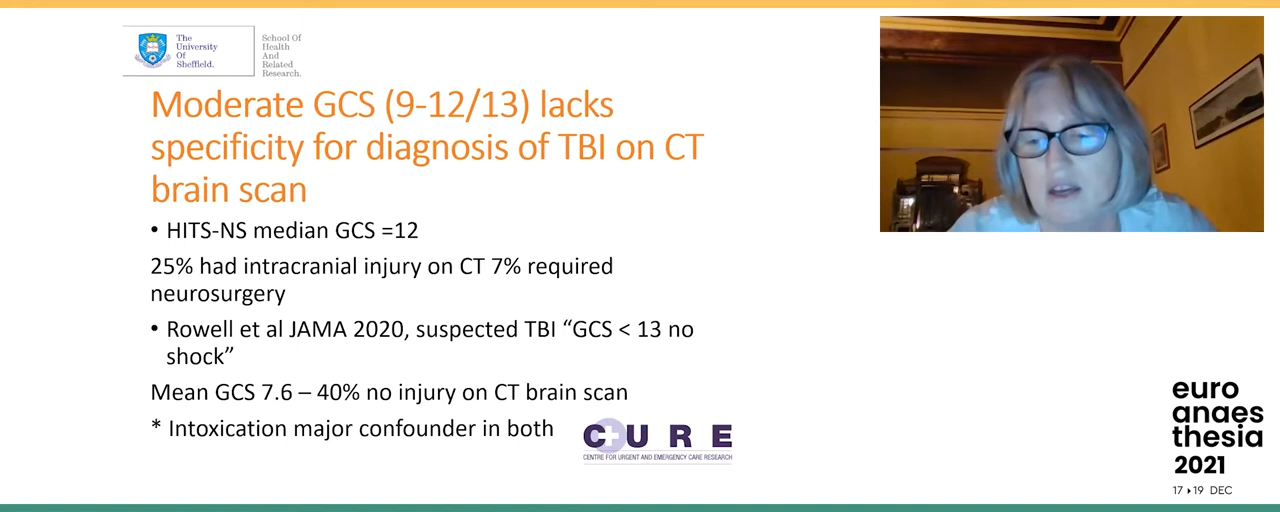 The
University
Of
Sheffield.
School Of
Health
And
Related
Research.
Moderate GCS (9-12/13) lacks
specificity for diagnosis of TBI on CT
brain scan
• HITS-NS median GCS =12
25% had intracranial injury on CT 7% required
neurosurgery
• Rowell et al JAMA 2020, suspected TBI “GCS < 13 no
shock”
Mean GCS 7.6 – 40% no injury on CT brain scan
* Intoxication major confounder in both
CURE
CENTRE FOR URGENT AND EMERGENCY CARE RESEARCH
euro
anaes
thesia
2021
17 ▸ 19 DEC